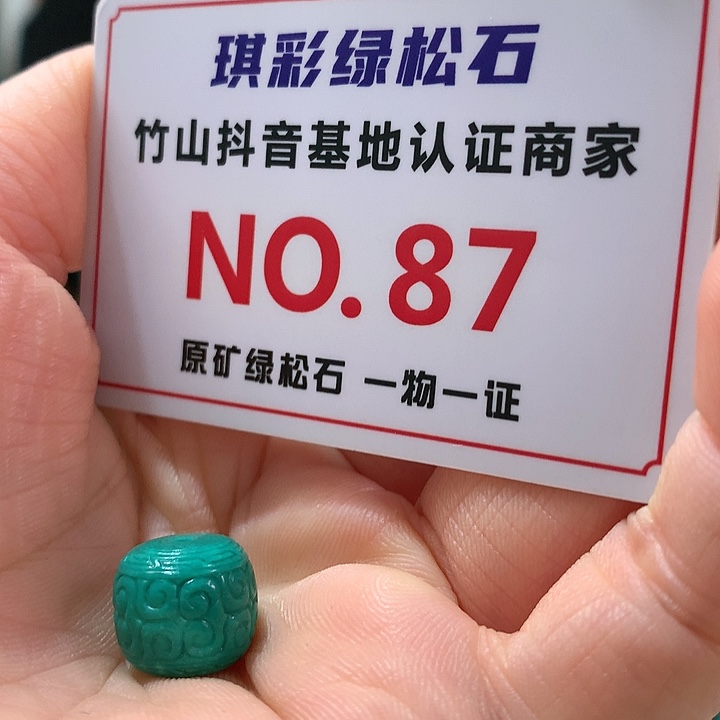 琪彩绿松石
竹山抖音基地认证商家
NO.87
原矿绿松石 一物一证